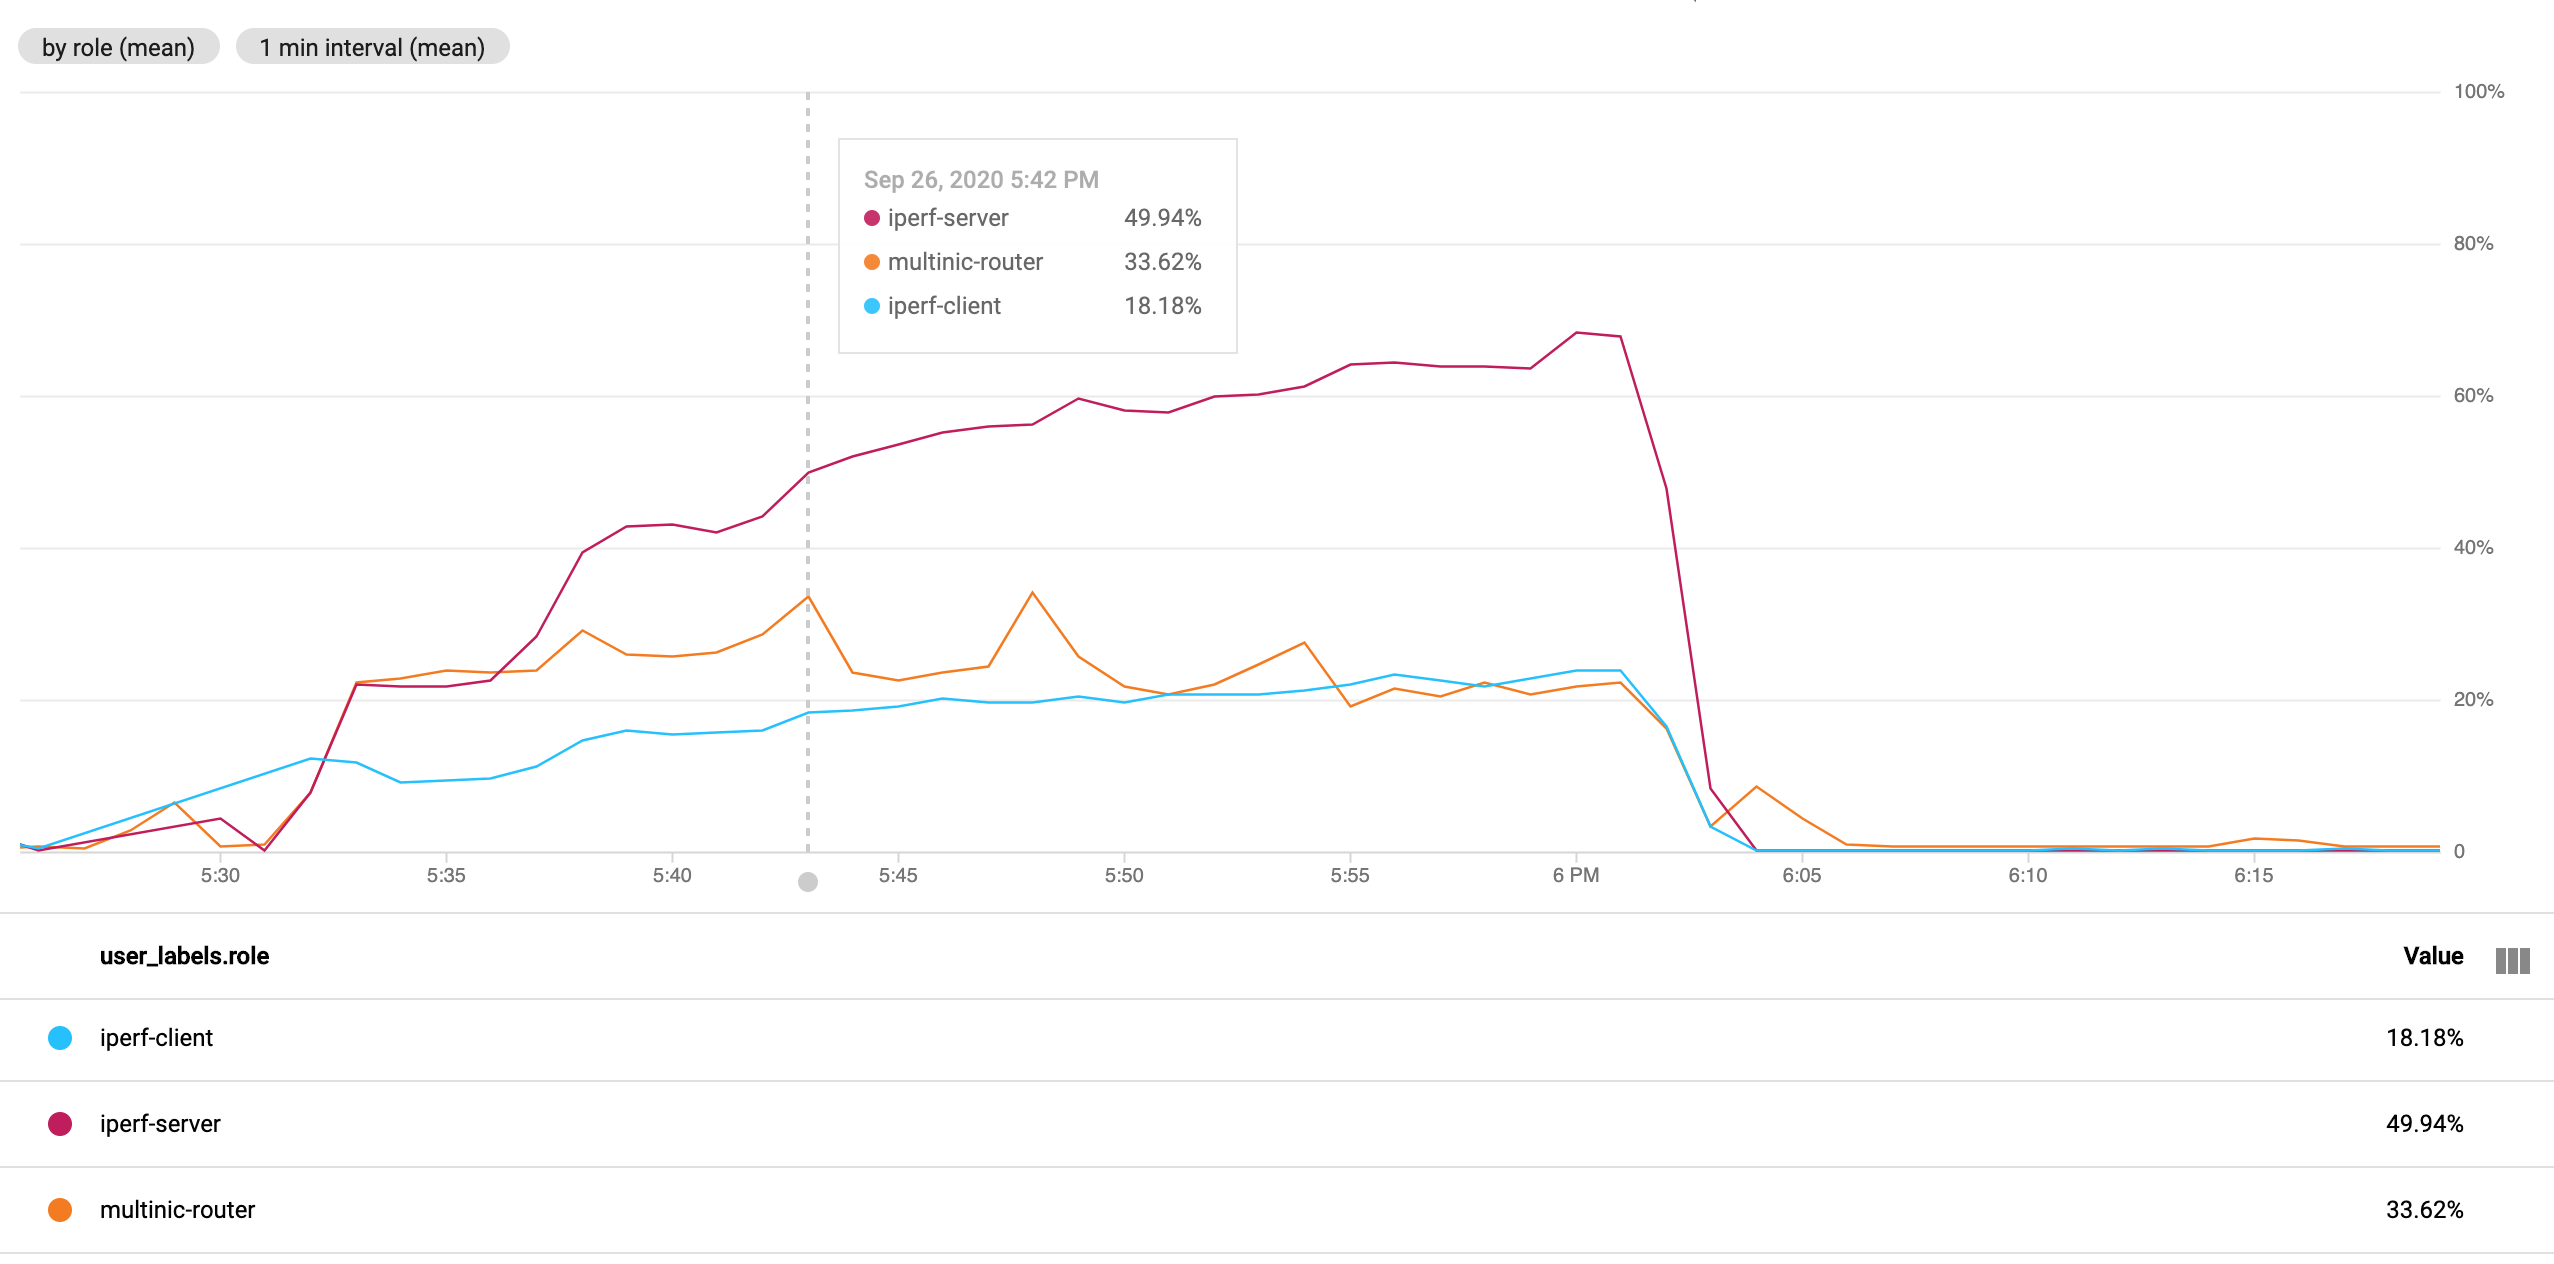 by role (mean) 1 min interval (mean)
100%
Sep 26, 2020 5:42 PM
iperf-server 49.94%
multinic-router 33.62%
iperf-client 18.18%
80%
60%
40%
20%
0
5:30 5:35 5:40 5:45 5:50 5:55 6 PM 6:05 6:10 6:15
user_labels.role Value
iperf-client 18.18%
iperf-server 49.94%
multinic-router 33.62%